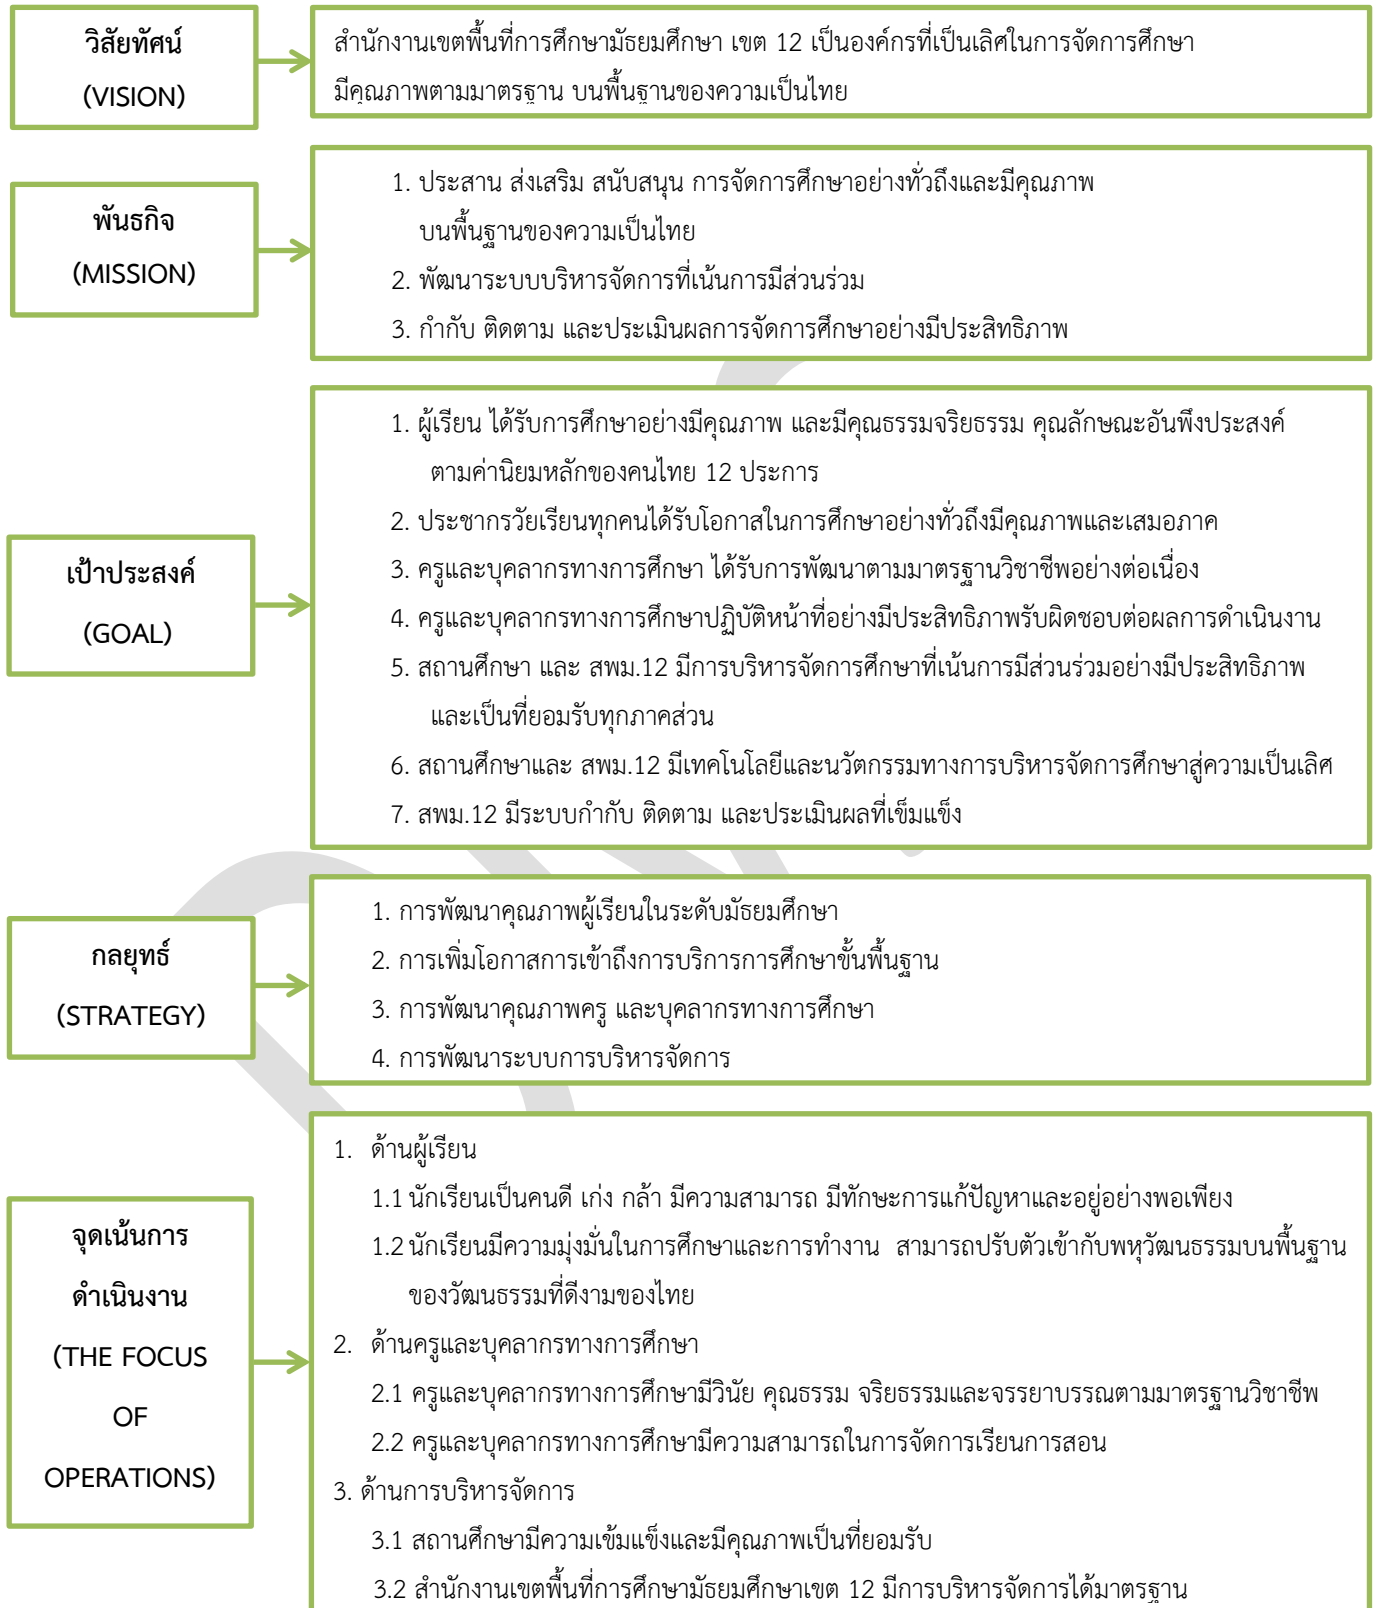 วิสัยทัศน์
(VISION)
สำนักงานเขตพื้นที่การศึกษามัธยมศึกษา เขต 12 เป็นองค์กรที่เป็นเลิศในการจัดการศึกษา
มีคุณภาพตามมาตรฐาน บนพื้นฐานของความเป็นไทย
พันธกิจ
(MISSION)
1. ประสาน ส่งเสริม สนับสนุน การจัดการศึกษาอย่างทั่วถึงและมีคุณภาพ
บนพื้นฐานของความเป็นไทย
2. พัฒนาระบบบริหารจัดการที่เน้นการมีส่วนร่วม
3. กำกับ ติดตาม และประเมินผลการจัดการศึกษาอย่างมีประสิทธิภาพ
เป้าประสงค์
(GOAL)
1. ผู้เรียน ได้รับการศึกษาอย่างมีคุณภาพ และมีคุณธรรมจริยธรรม คุณลักษณะอันพึงประสงค์
ตามค่านิยมหลักของคนไทย 12 ประการ
2. ประชากรวัยเรียนทุกคนได้รับโอกาสในการศึกษาอย่างทั่วถึงมีคุณภาพและเสมอภาค
3. ครูและบุคลากรทางการศึกษา ได้รับการพัฒนาตามมาตรฐานวิชาชีพอย่างต่อเนื่อง
4. ครูและบุคลากรทางการศึกษาปฏิบัติหน้าที่อย่างมีประสิทธิภาพรับผิดชอบต่อผลการดำเนินงาน
5. สถานศึกษา และ สพม.12 มีการบริหารจัดการศึกษาที่เน้นการมีส่วนร่วมอย่างมีประสิทธิภาพ
และเป็นที่ยอมรับทุกภาคส่วน
6. สถานศึกษาและ สพม.12 มีเทคโนโลยีและนวัตกรรมทางการบริหารจัดการศึกษาสู่ความเป็นเลิศ
7. สพม.12 มีระบบกำกับ ติดตาม และประเมินผลที่เข็มแข็ง
กลยุทธ์
(STRATEGY)
1. การพัฒนาคุณภาพผู้เรียนในระดับมัธยมศึกษา
2. การเพิ่มโอกาสการเข้าถึงการบริการการศึกษาขั้นพื้นฐาน
3. การพัฒนาคุณภาพครู และบุคลากรทางการศึกษา
4. การพัฒนาระบบการบริหารจัดการ
จุดเน้นการ
ดำเนินงาน
(THE FOCUS
OF
OPERATIONS)
1. ด้านผู้เรียน
1.1 นักเรียนเป็นคนดี เก่ง กล้า มีความสามารถ มีทักษะการแก้ปัญหาและอยู่อย่างพอเพียง
1.2 นักเรียนมีความมุ่งมั่นในการศึกษาและการทำงาน สามารถปรับตัวเข้ากับพหุวัฒนธรรมบนพื้นฐาน
ของวัฒนธรรมที่ดีงามของไทย
2. ด้านครูและบุคลากรทางการศึกษา
2.1 ครูและบุคลากรทางการศึกษามีวินัย คุณธรรม จริยธรรมและจรรยาบรรณตามมาตรฐานวิชาชีพ
2.2 ครูและบุคลากรทางการศึกษามีความสามารถในการจัดการเรียนการสอน
3. ด้านการบริหารจัดการ
3.1 สถานศึกษามีความเข้มแข็งและมีคุณภาพเป็นที่ยอมรับ
3.2 สำนักงานเขตพื้นที่การศึกษามัธยมศึกษาเขต 12 มีการบริหารจัดการได้มาตรฐาน